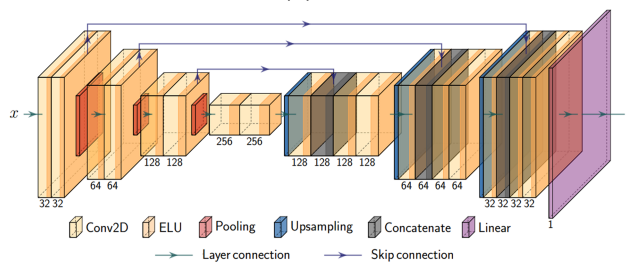 x
32 32
64 64
128 128
256 256
128 128 128 128
64 64 64 64
32 32 32 32
1
Conv2D ELU Pooling Upsampling Concatenate Linear
Layer connection Skip connection